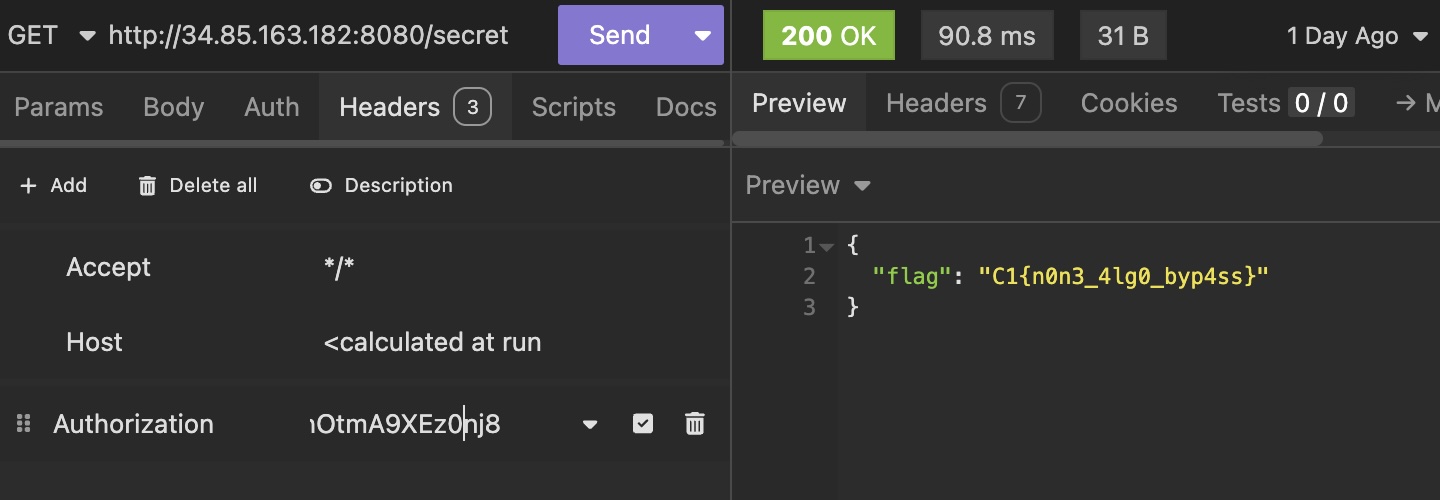 GET http://34.85.163.182:8080/secret Send 200 OK 90.8 ms 31 B 1 Day Ago
Params Body Auth Headers 3 Scripts Docs
Preview Headers 7 Cookies Tests 0 / 0 → M
+ Add Delete all Description
Preview
Accept */*
Host <calculated at run
Authorization OtmA9XEz0nj8
1 {
2 "flag": "C1{n0n3_4lg0_byp4ss}"
3 }